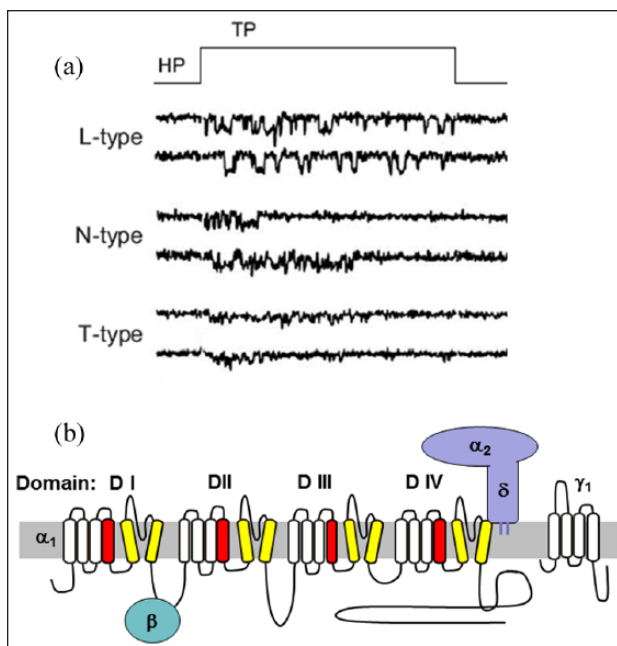 (a)
TP
HP
L-type
N-type
T-type
(b)
α2
Domain: D I DII D III D IV
δ
γ1
α1
β